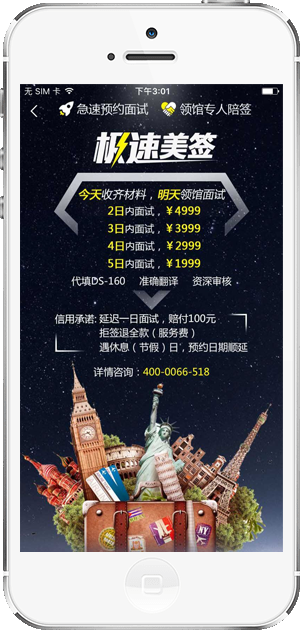 无 SIM 卡 下午3:01
急速预约面试 领馆专人陪签
极速美签
今天收齐材料，明天领馆面试
2日内面试，￥4999
3日内面试，￥3999
4日内面试，￥2999
5日内面试，￥1999
代填DS-160 准确翻译 资深审核
信用承诺: 延迟一日面试，赔付100元
拒签退全款（服务费）
遇休息（节假）日，预约日期顺延
详情咨询：400-0066-518
NY